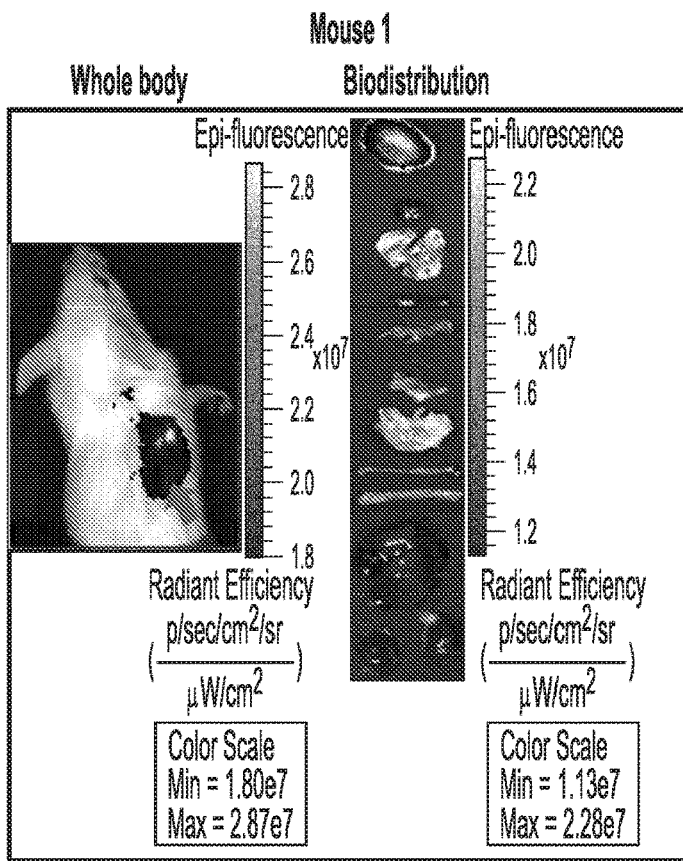 Mouse 1
Whole body
Biodistribution
Epi-fluorescence
2.8
2.6
2.4
x10⁷
2.2
2.0
1.8
Radiant Efficiency
(p/sec/cm²/sr
μW/cm²)
Color Scale
Min = 1.80e7
Max = 2.87e7
Epi-fluorescence
2.2
2.0
1.8
x10⁷
1.6
1.4
1.2
Radiant Efficiency
(p/sec/cm²/sr
μW/cm²)
Color Scale
Min = 1.13e7
Max = 2.28e7